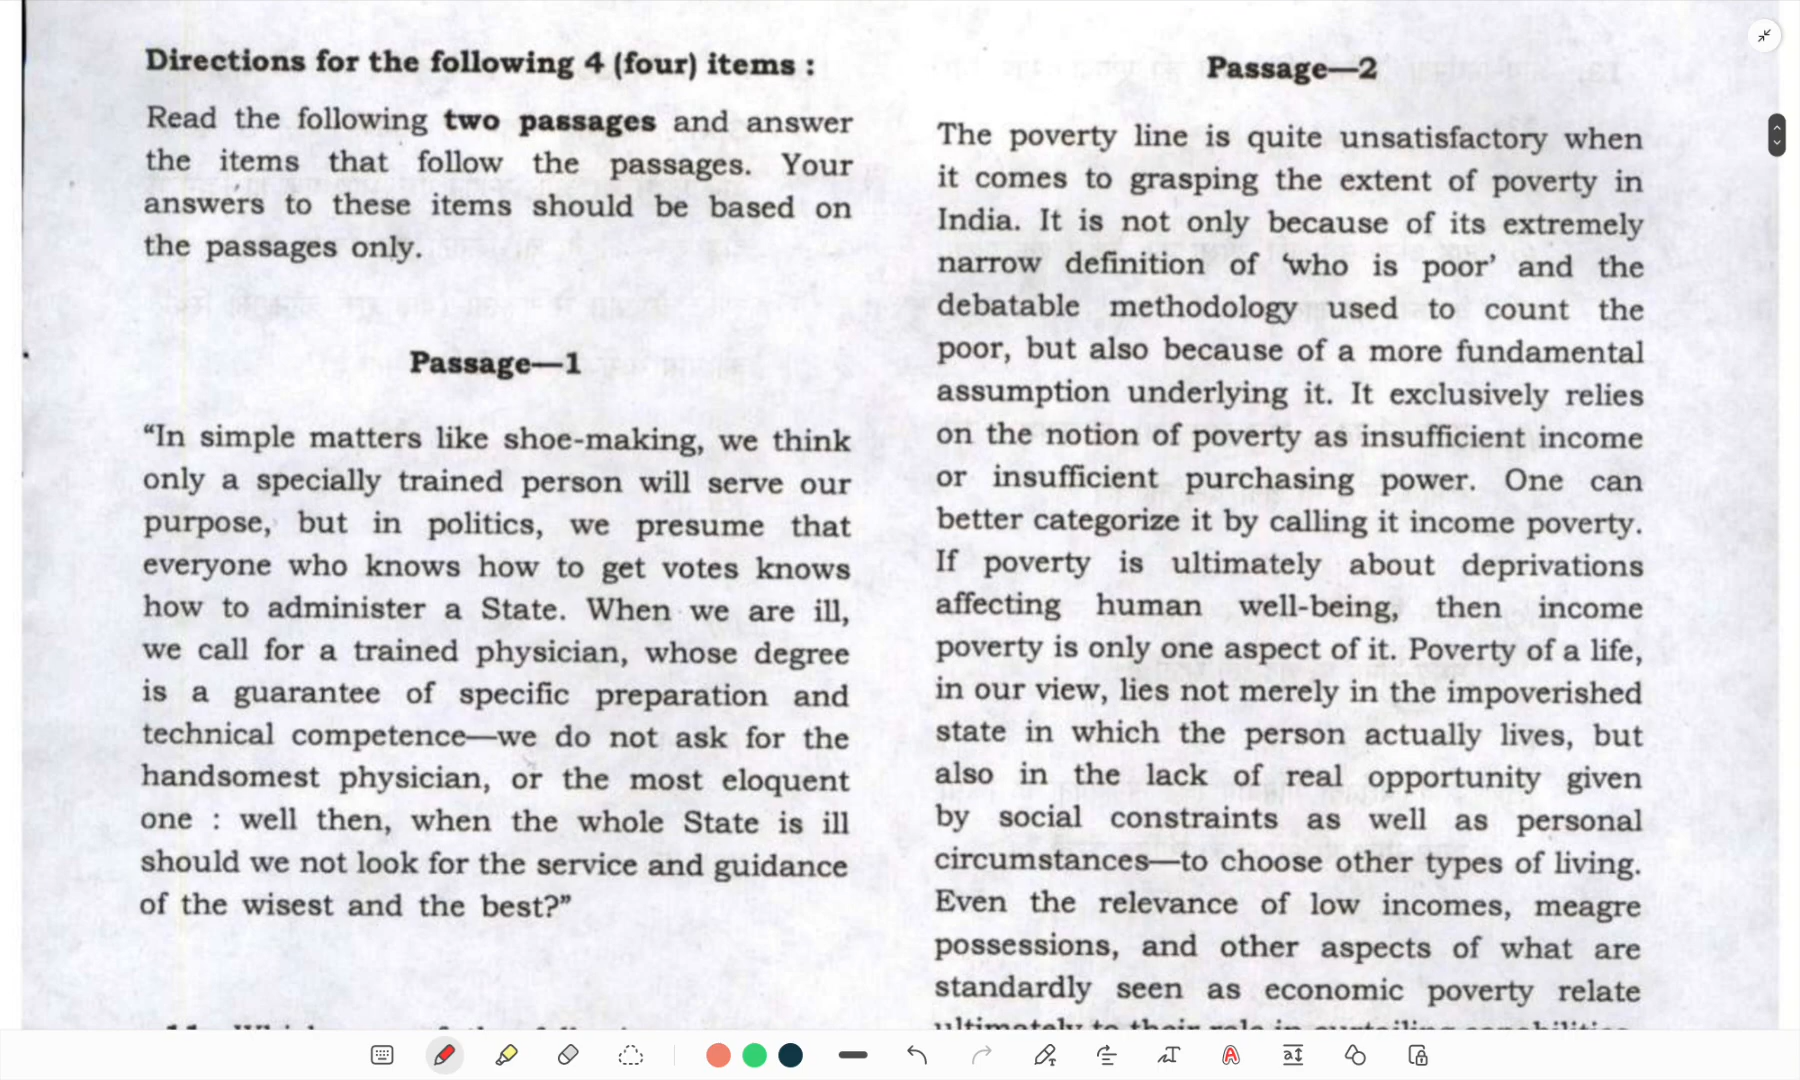 Directions for the following 4 (four) items :
Read the following two passages and answer
the items that follow the passages. Your
answers to these items should be based on
the passages only.
Passage—1
“In simple matters like shoe-making, we think
only a specially trained person will serve our
purpose, but in politics, we presume that
everyone who knows how to get votes knows
how to administer a State. When we are ill,
we call for a trained physician, whose degree
is a guarantee of specific preparation and
technical competence—we do not ask for the
handsomest physician, or the most eloquent
one : well then, when the whole State is ill
should we not look for the service and guidance
of the wisest and the best?”
Passage—2
The poverty line is quite unsatisfactory when
it comes to grasping the extent of poverty in
India. It is not only because of its extremely
narrow definition of ‘who is poor’ and the
debatable methodology used to count the
poor, but also because of a more fundamental
assumption underlying it. It exclusively relies
on the notion of poverty as insufficient income
or insufficient purchasing power. One can
better categorize it by calling it income poverty.
If poverty is ultimately about deprivations
affecting human well-being, then income
poverty is only one aspect of it. Poverty of a life,
in our view, lies not merely in the impoverished
state in which the person actually lives, but
also in the lack of real opportunity given
by social constraints as well as personal
circumstances—to choose other types of living.
Even the relevance of low incomes, meagre
possessions, and other aspects of what are
standardly seen as economic poverty relate
ultimately to their role in curtailing